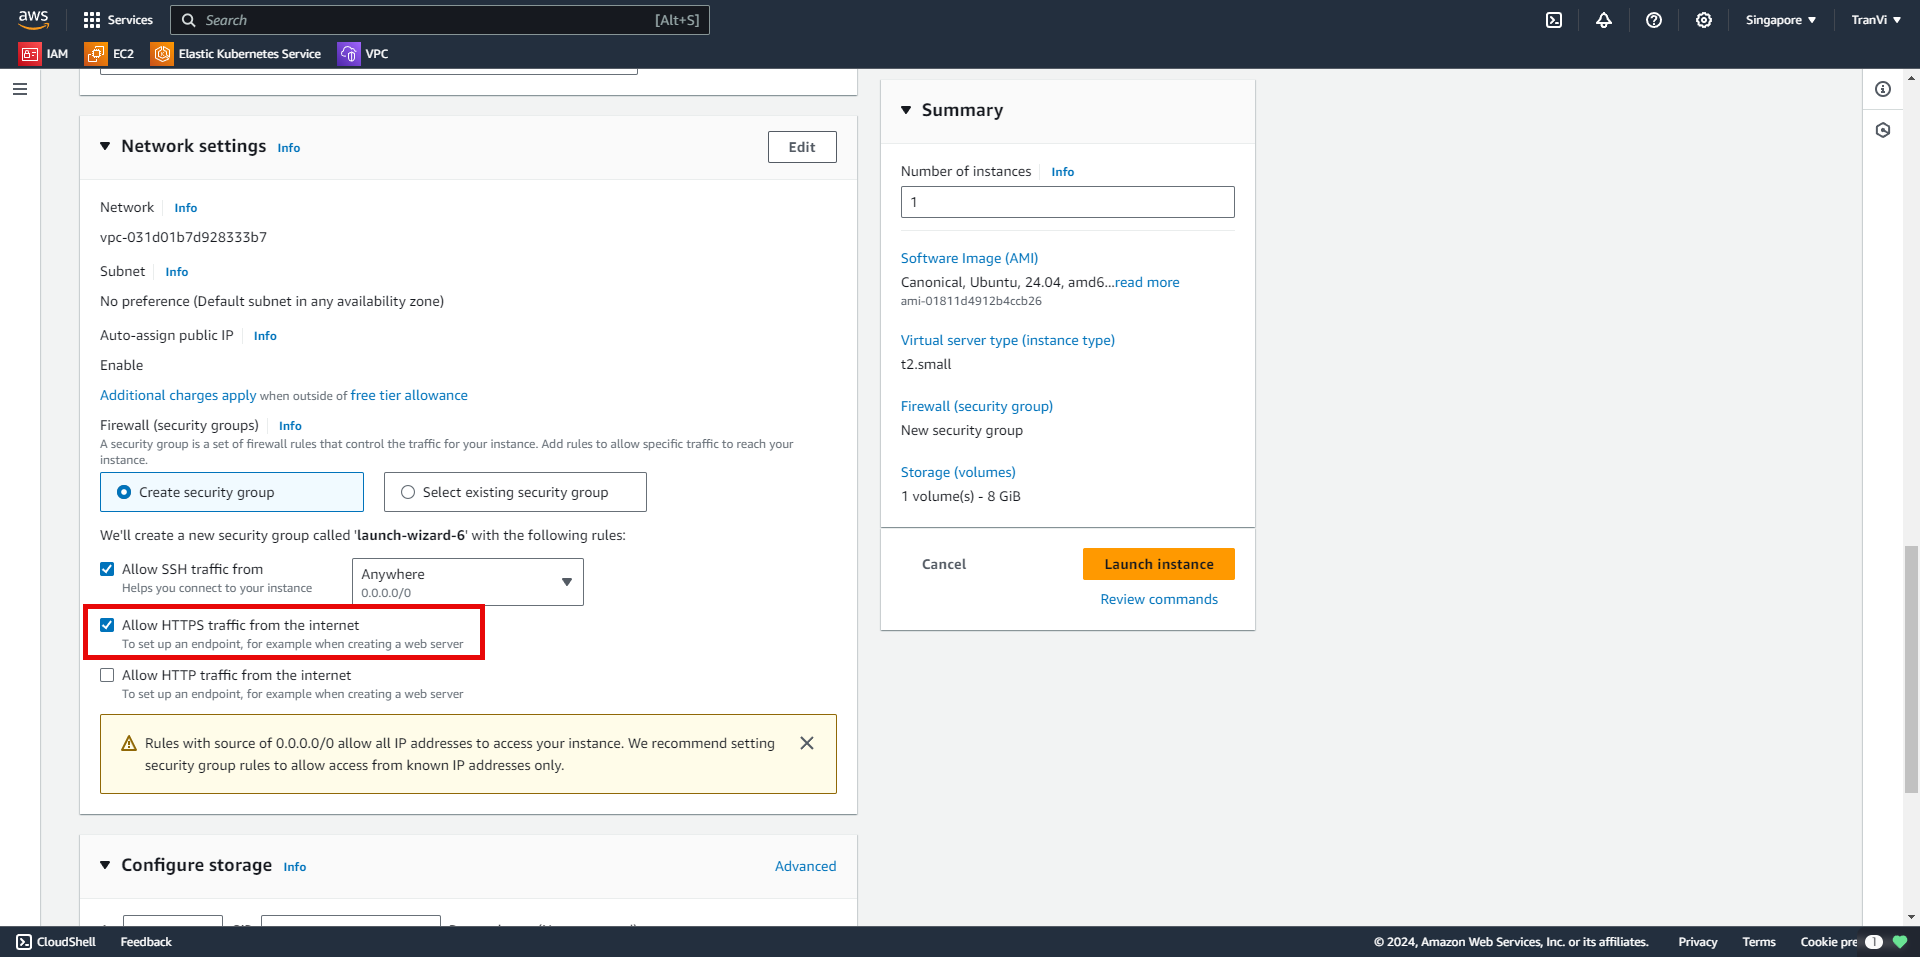 aws
Services
Search
[Alt+S]
Singapore
TranVi
IAM
EC2
Elastic Kubernetes Service
VPC
Network settings Info
Edit
Network Info
vpc-031d01b7d928333b7
Subnet Info
No preference (Default subnet in any availability zone)
Auto-assign public IP Info
Enable
Additional charges apply when outside of free tier allowance
Firewall (security groups) Info
A security group is a set of firewall rules that control the traffic for your instance. Add rules to allow specific traffic to reach your
instance.
Create security group
Select existing security group
We'll create a new security group called 'launch-wizard-6' with the following rules:
Allow SSH traffic from
Helps you connect to your instance
Anywhere
0.0.0.0/0
Allow HTTPS traffic from the internet
To set up an endpoint, for example when creating a web server
Allow HTTP traffic from the internet
To set up an endpoint, for example when creating a web server
Rules with source of 0.0.0.0/0 allow all IP addresses to access your instance. We recommend setting
security group rules to allow access from known IP addresses only.
Configure storage Info
Advanced
Summary
Number of instances Info
1
Software Image (AMI)
Canonical, Ubuntu, 24.04, amd6...read more
ami-01811d4912b4ccb26
Virtual server type (instance type)
t2.small
Firewall (security group)
New security group
Storage (volumes)
1 volume(s) - 8 GiB
Cancel
Launch instance
Review commands
CloudShell
Feedback
© 2024, Amazon Web Services, Inc. or its affiliates.
Privacy
Terms
Cookie pre
1